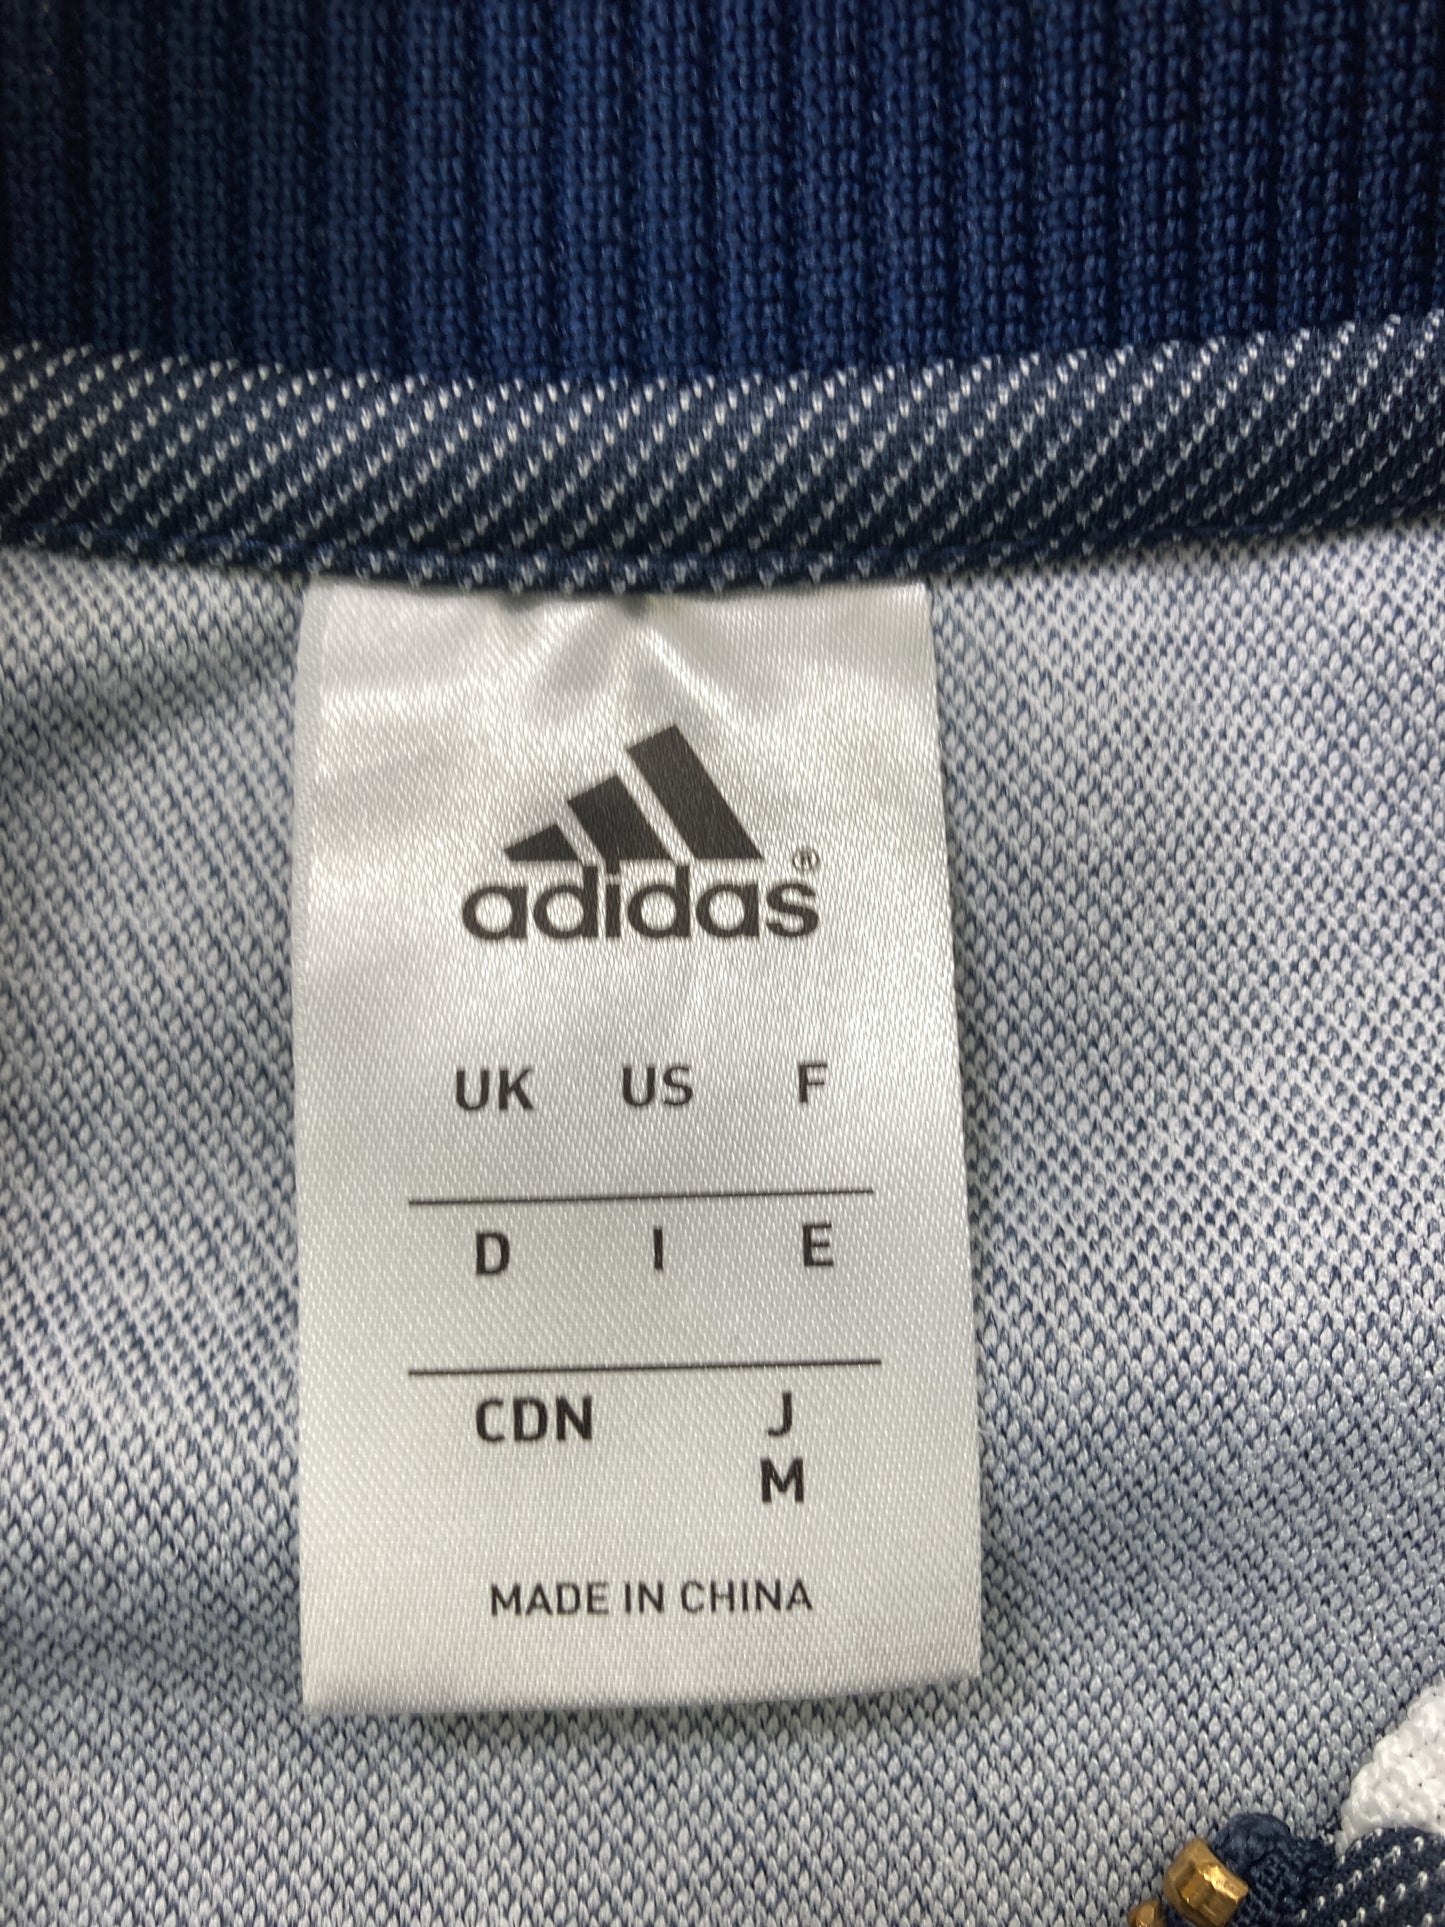 adidas®
UK US F
D I E
CDN J
M
MADE IN CHINA